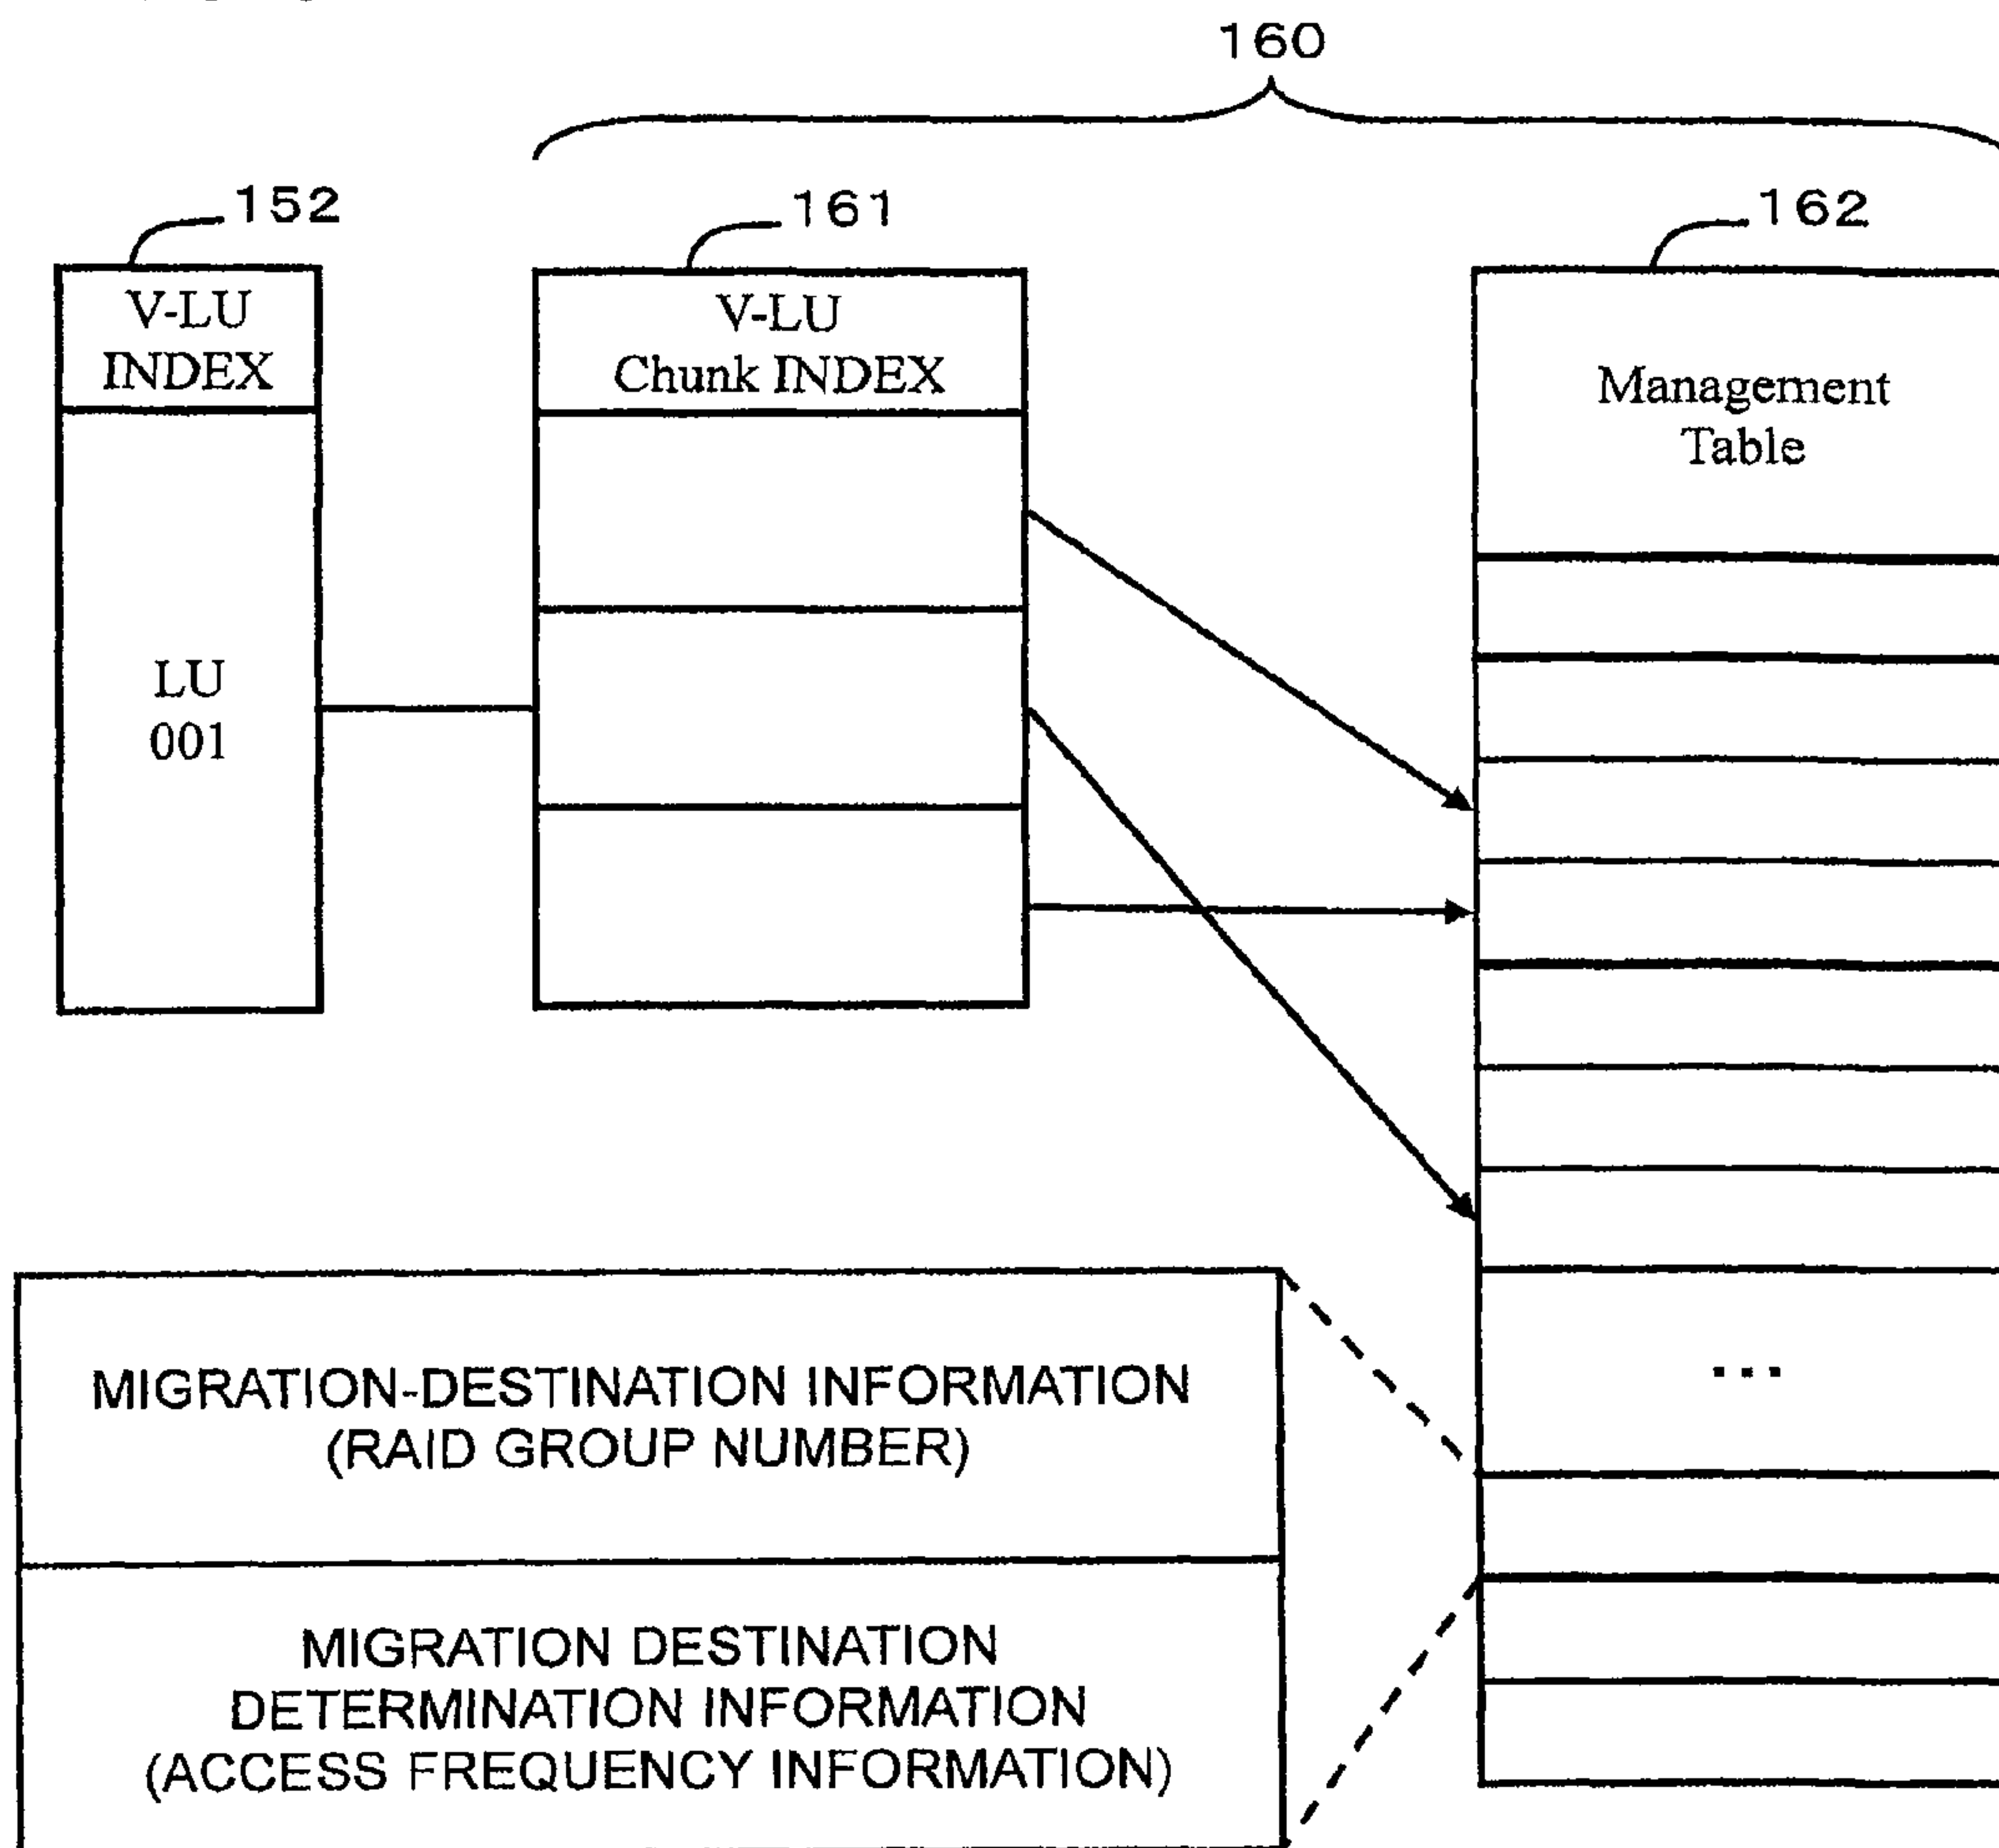 160
152
161
162
V-LU
INDEX
V-LU
Chunk INDEX
Management
Table
LU
001
...
MIGRATION-DESTINATION INFORMATION
(RAID GROUP NUMBER)
MIGRATION DESTINATION
DETERMINATION INFORMATION
(ACCESS FREQUENCY INFORMATION)